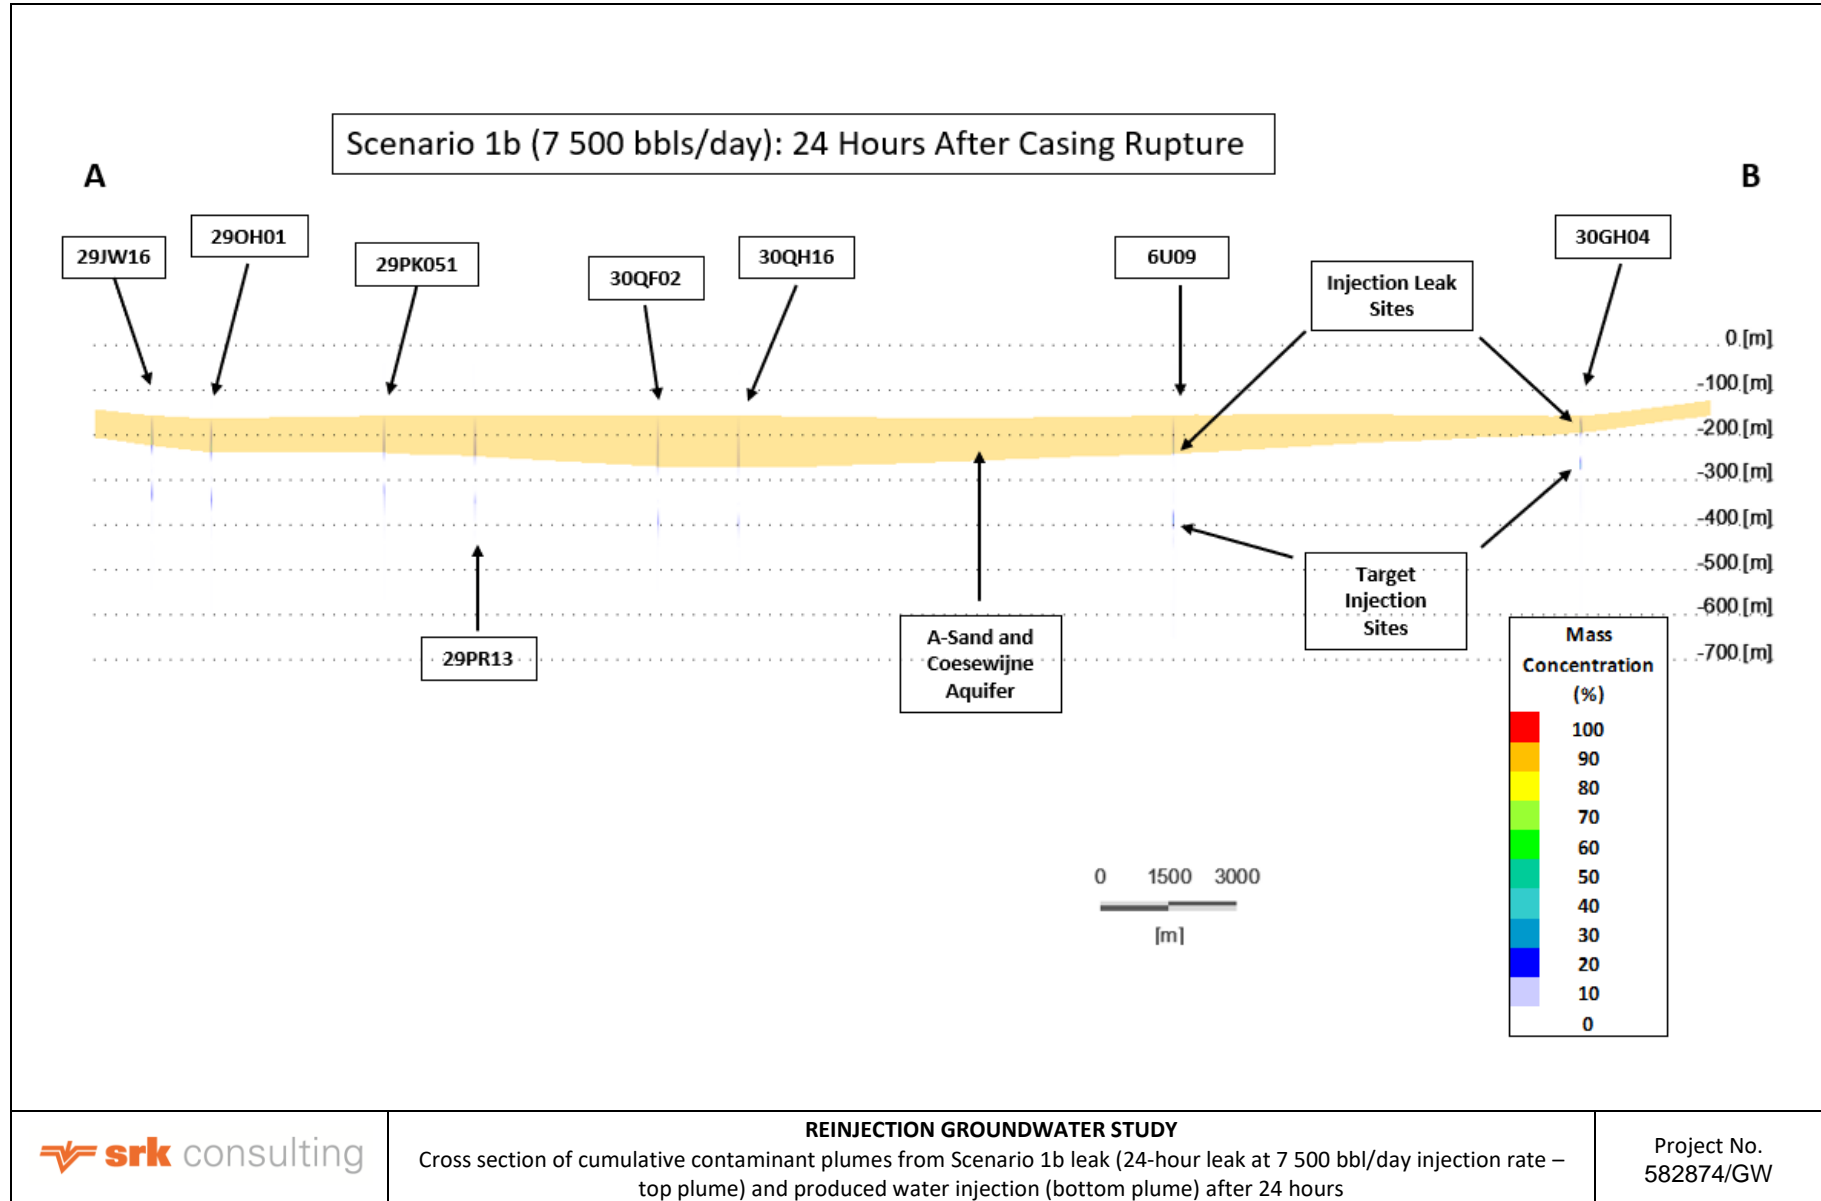 Scenario 1b (7 500 bbls/day): 24 Hours After Casing Rupture
A
B
29JW16
29OH01
29PK051
30QF02
30QH16
6U09
Injection Leak
Sites
30GH04
0 [m]
-100 [m]
-200 [m]
-300 [m]
-400 [m]
-500 [m]
-600 [m]
-700 [m]
29PR13
A-Sand and
Coesewijne
Aquifer
Target
Injection
Sites
Mass
Concentration
(%)
100
90
80
70
60
50
40
30
20
10
0
0 1500 3000
[m]
srk consulting
REINJECTION GROUNDWATER STUDY
Cross section of cumulative contaminant plumes from Scenario 1b leak (24-hour leak at 7 500 bbl/day injection rate –
top plume) and produced water injection (bottom plume) after 24 hours
Project No.
582874/GW